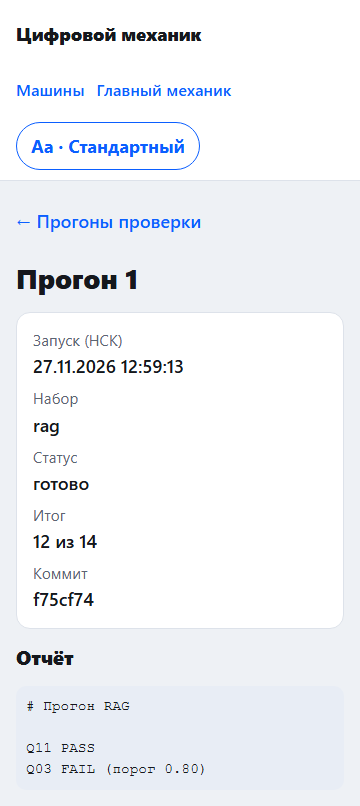 Цифровой механик
Машины Главный механик
Aa · Стандартный
← Прогоны проверки
Прогон 1
Запуск (НСК)
27.11.2026 12:59:13
Набор
rag
Статус
готово
Итог
12 из 14
Коммит
f75cf74
Отчёт
# Прогон RAG
Q11 PASS
Q03 FAIL (порог 0.80)